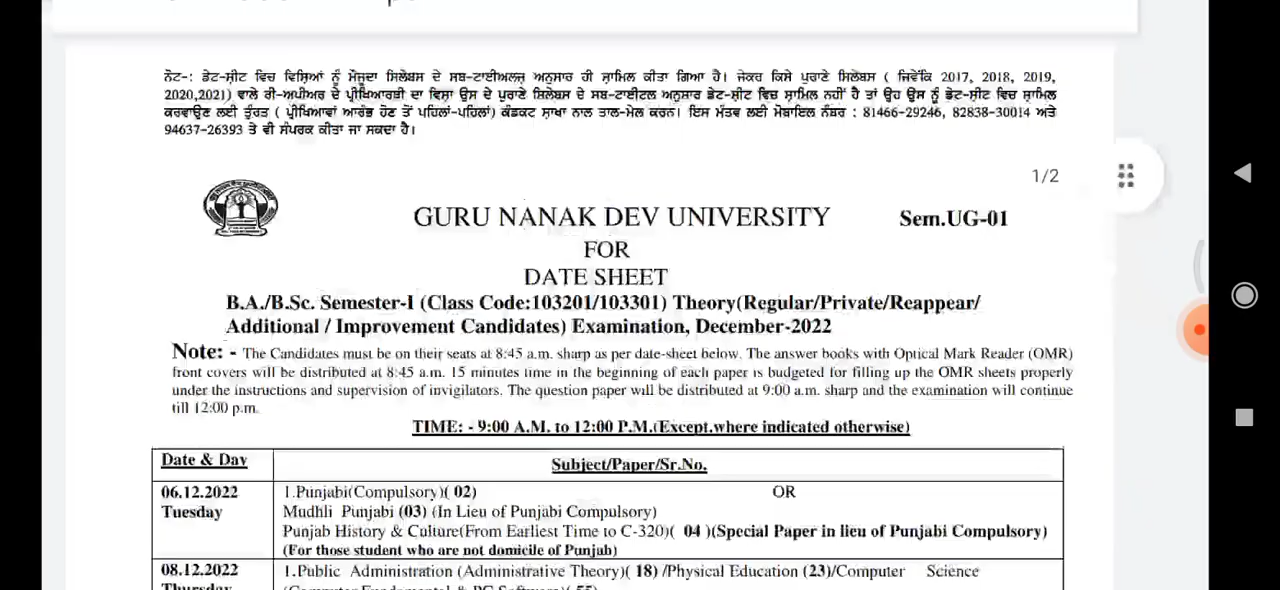 ਨੋਟ-: ਡੇਟ-ਸ਼ੀਟ ਵਿਚ ਵਿਸ਼ਿਆਂ ਨੂੰ ਮੌਜੂਦਾ ਸਿਲੇਬਸ ਦੇ ਸਬ-ਟਾਈਅਲਜ਼ ਅਨੁਸਾਰ ਹੀ ਸ਼ਾਮਿਲ ਕੀਤਾ ਗਿਆ ਹੈ। ਜੇਕਰ ਕਿਸੇ ਪੁਰਾਣੇ ਸਿਲੇਬਸ ( ਜਿਵੇਂਕਿ 2017, 2018, 2019,
2020,2021) ਵਾਲੇ ਰੀ-ਅਪੀਅਰ ਦੇ ਪ੍ਰੀਖਿਆਰਥੀ ਦਾ ਵਿਸ਼ਾ ਉਸ ਦੇ ਪੁਰਾਣੇ ਸਿਲੇਬਸ ਦੇ ਸਬ-ਟਾਈਟਲ ਅਨੁਸਾਰ ਡੇਟ-ਸ਼ੀਟ ਵਿਚ ਸ਼ਾਮਿਲ ਨਹੀਂ ਹੈ ਤਾਂ ਉਹ ਉਸ ਨੂੰ ਡੇਟ-ਸ਼ੀਟ ਵਿਚ ਸ਼ਾਮਿਲ
ਕਰਵਾਉਣ ਲਈ ਤੁੰਰਤ ( ਪ੍ਰੀਖਿਆਵਾਂ ਆਰੰਭ ਹੋਣ ਤੋਂ ਪਹਿਲਾਂ-ਪਹਿਲਾਂ) ਕੰਡਕਟ ਸ਼ਾਖਾ ਨਾਲ ਤਾਲ-ਮੇਲ ਕਰਨ। ਇਸ ਮੰਤਵ ਲਈ ਮੋਬਾਇਲ ਨੰਬਰ : 81466-29246, 82838-30014 ਅਤੇ
94637-26393 ਤੇ ਵੀ ਸੰਪਰਕ ਕੀਤਾ ਜਾ ਸਕਦਾ ਹੈ।
1/2
GURU NANAK DEV UNIVERSITY Sem.UG-01
FOR
DATE SHEET
B.A./B.Sc. Semester-I (Class Code:103201/103301) Theory(Regular/Private/Reappear/
Additional / Improvement Candidates) Examination, December-2022
Note: - The Candidates must be on their seats at 8:45 a.m. sharp as per date-sheet below. The answer books with Optical Mark Reader (OMR)
front covers will be distributed at 8:45 a.m. 15 minutes time in the beginning of each paper is budgeted for filling up the OMR sheets properly
under the instructions and supervision of invigilators. The question paper will be distributed at 9:00 a.m. sharp and the examination will continue
till 12:00 p.m.
TIME: - 9:00 A.M. to 12:00 P.M.(Except.where indicated otherwise)
Date & Day Subject/Paper/Sr.No.
06.12.2022 1.Punjabi(Compulsory)( 02) OR
Tuesday Mudhli Punjabi (03) (In Lieu of Punjabi Compulsory)
Punjab History & Culture(From Earliest Time to C-320)( 04 )(Special Paper in lieu of Punjabi Compulsory)
(For those student who are not domicile of Punjab)
08.12.2022 1.Public Administration (Administrative Theory)( 18) /Physical Education (23)/Computer Science